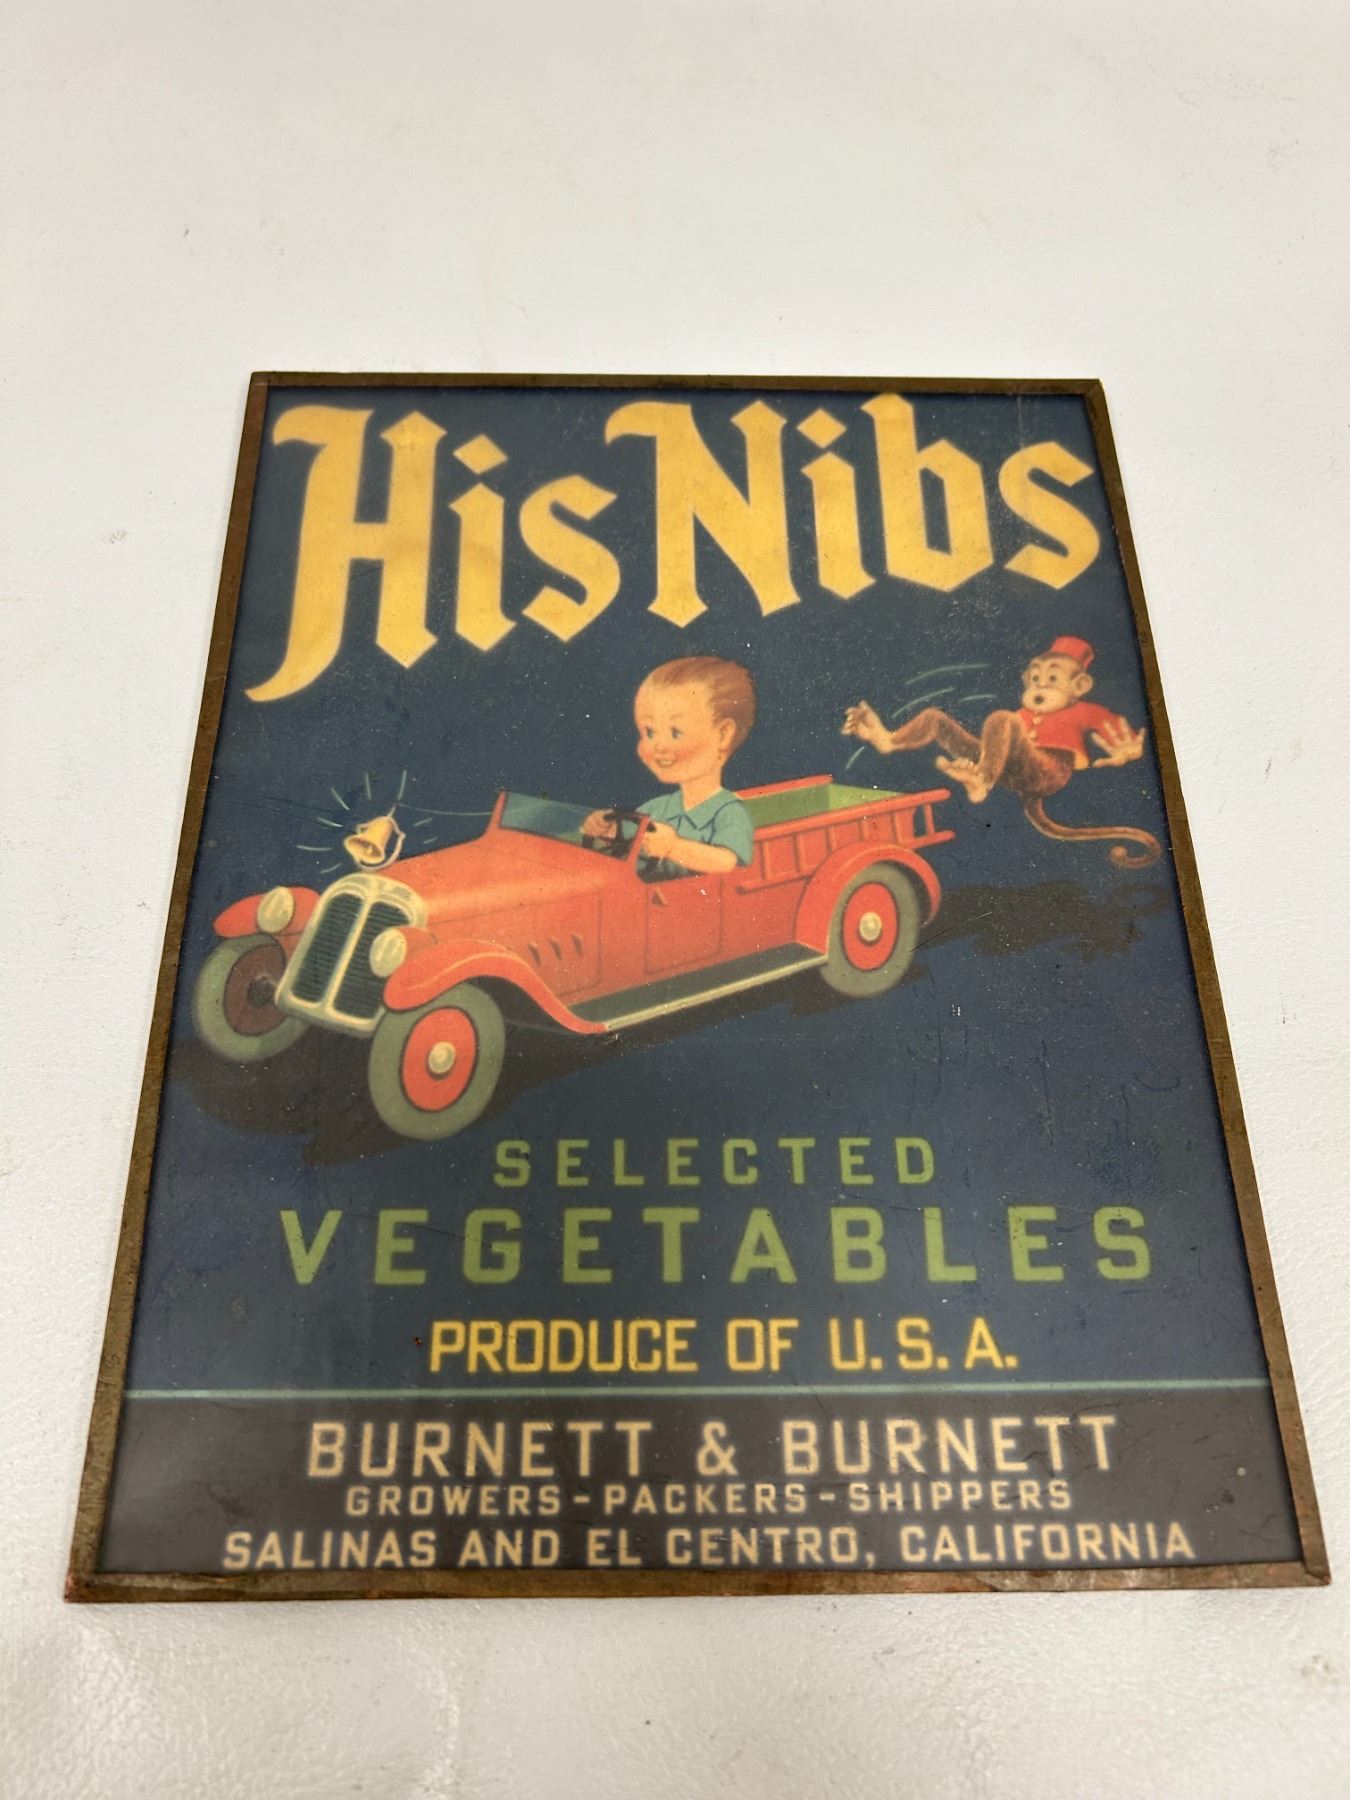 His Nibs
SELECTED
VEGETABLES
PRODUCE OF U.S.A.
BURNETT & BURNETT
GROWERS-PACKERS-SHIPPERS
SALINAS AND EL CENTRO, CALIFORNIA